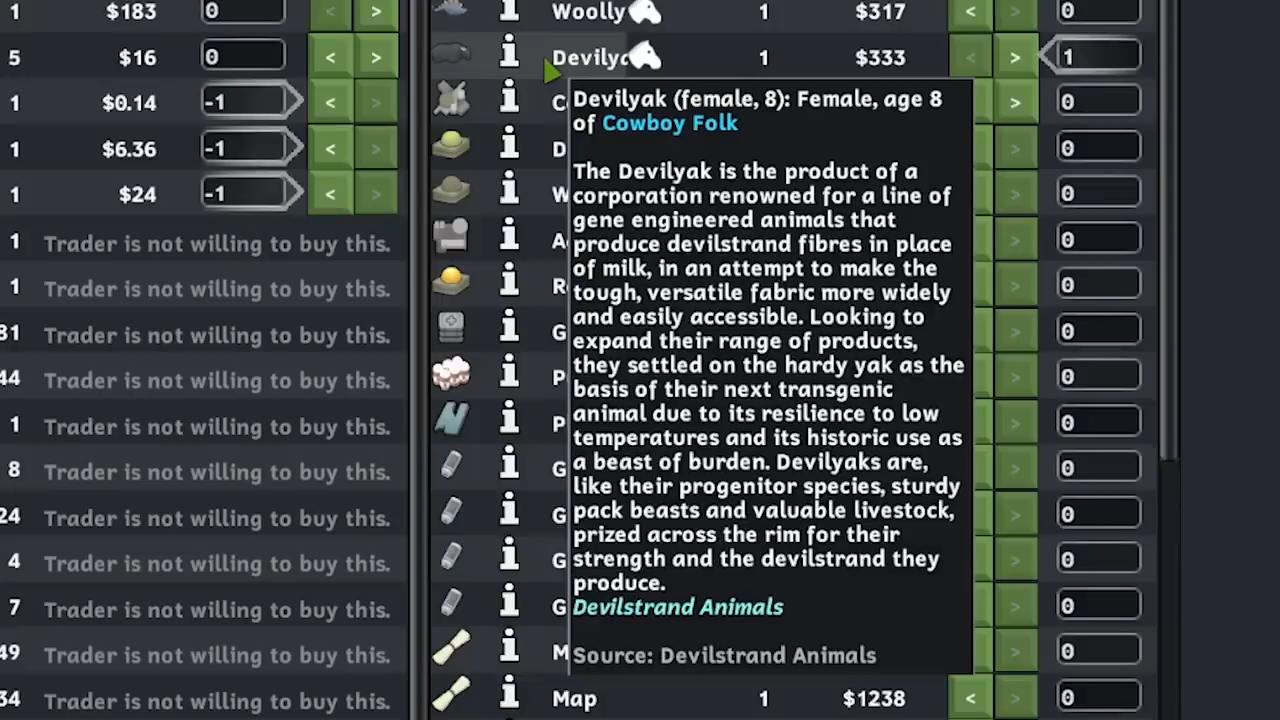 1 $183 0 < > i Woolly 1 $317 < > 0
5 $16 0 < > i Devilya 1 $333 < > 1
1 $0.14 -1 < > i C > 0
1 $6.36 -1 < > i D > 0
1 $24 -1 < > i W > 0
1 Trader is not willing to buy this. i A > 0
1 Trader is not willing to buy this. i R > 0
31 Trader is not willing to buy this. i G > 0
44 Trader is not willing to buy this. i P > 0
1 Trader is not willing to buy this. i P > 0
8 Trader is not willing to buy this. i G > 0
24 Trader is not willing to buy this. i G > 0
4 Trader is not willing to buy this. i G > 0
7 Trader is not willing to buy this. i G > 0
49 Trader is not willing to buy this. i M > 0
34 Trader is not willing to buy this. i Map 1 $1238 < > 0
Devilyak (female, 8): Female, age 8
of Cowboy Folk
The Devilyak is the product of a
corporation renowned for a line of
gene engineered animals that
produce devilstrand fibres in place
of milk, in an attempt to make the
tough, versatile fabric more widely
and easily accessible. Looking to
expand their range of products,
they settled on the hardy yak as the
basis of their next transgenic
animal due to its resilience to low
temperatures and its historic use as
a beast of burden. Devilyaks are,
like their progenitor species, sturdy
pack beasts and valuable livestock,
prized across the rim for their
strength and the devilstrand they
produce.
Devilstrand Animals
Source: Devilstrand Animals